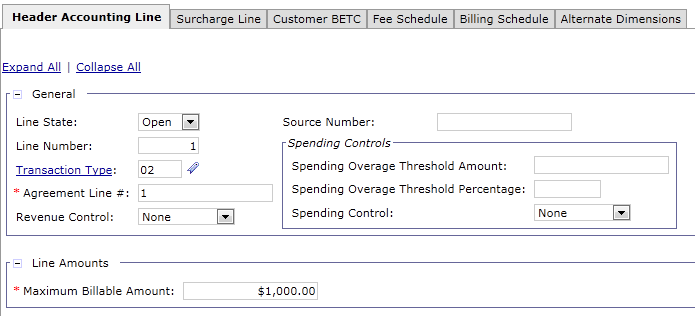 Header Accounting Line Surcharge Line Customer BETC Fee Schedule Billing Schedule Alternate Dimensions
Expand All | Collapse All
General
Line State: Open Source Number:
Line Number: 1
Spending Controls
Transaction Type: 02 Spending Overage Threshold Amount:
* Agreement Line #: 1 Spending Overage Threshold Percentage:
Revenue Control: None Spending Control: None
Line Amounts
* Maximum Billable Amount: $1,000.00